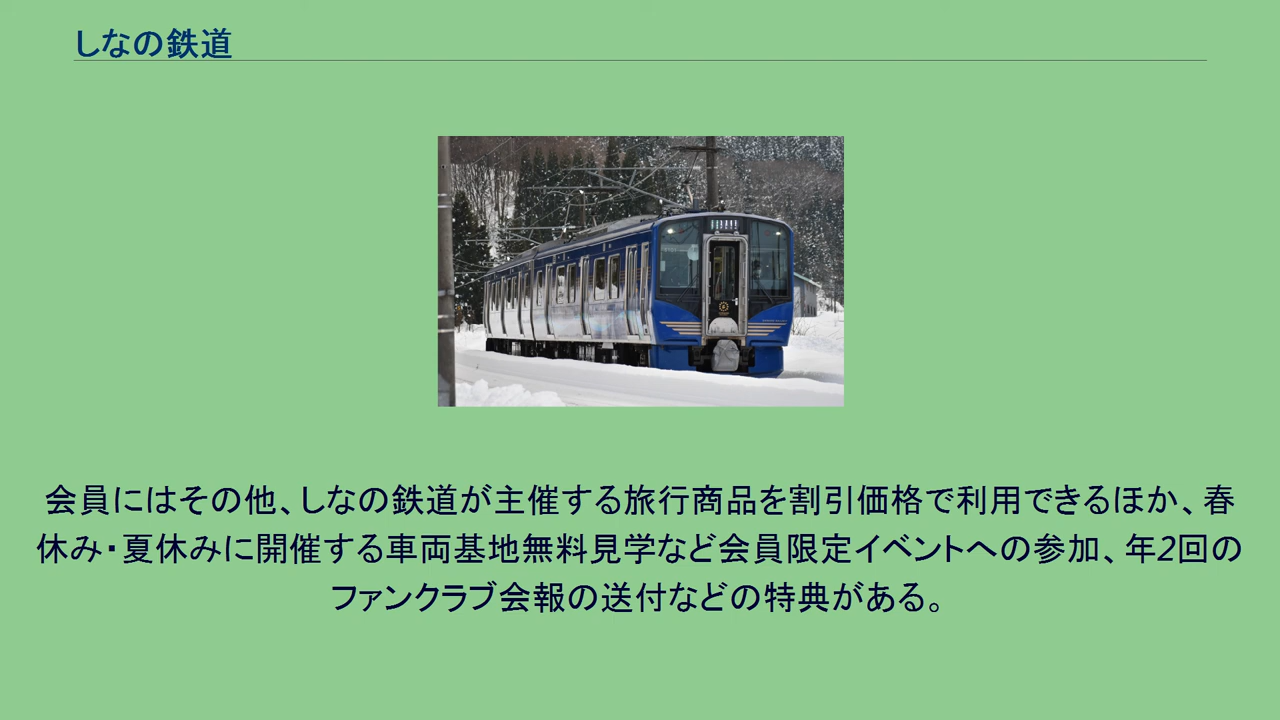 しなの鉄道
会員にはその他、しなの鉄道が主催する旅行商品を割引価格で利用できるほか、春
休み・夏休みに開催する車両基地無料見学など会員限定イベントへの参加、年2回の
ファンクラブ会報の送付などの特典がある。